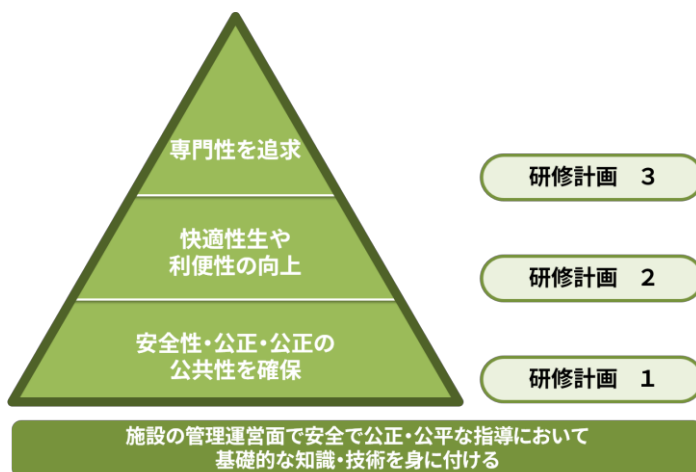 専門性を追求
研修計画　3
快適性生や
利便性の向上
研修計画　2
安全性・公正・公正の
公共性を確保
研修計画　1
施設の管理運営面で安全で公正・公平な指導において
基礎的な知識・技術を身に付ける